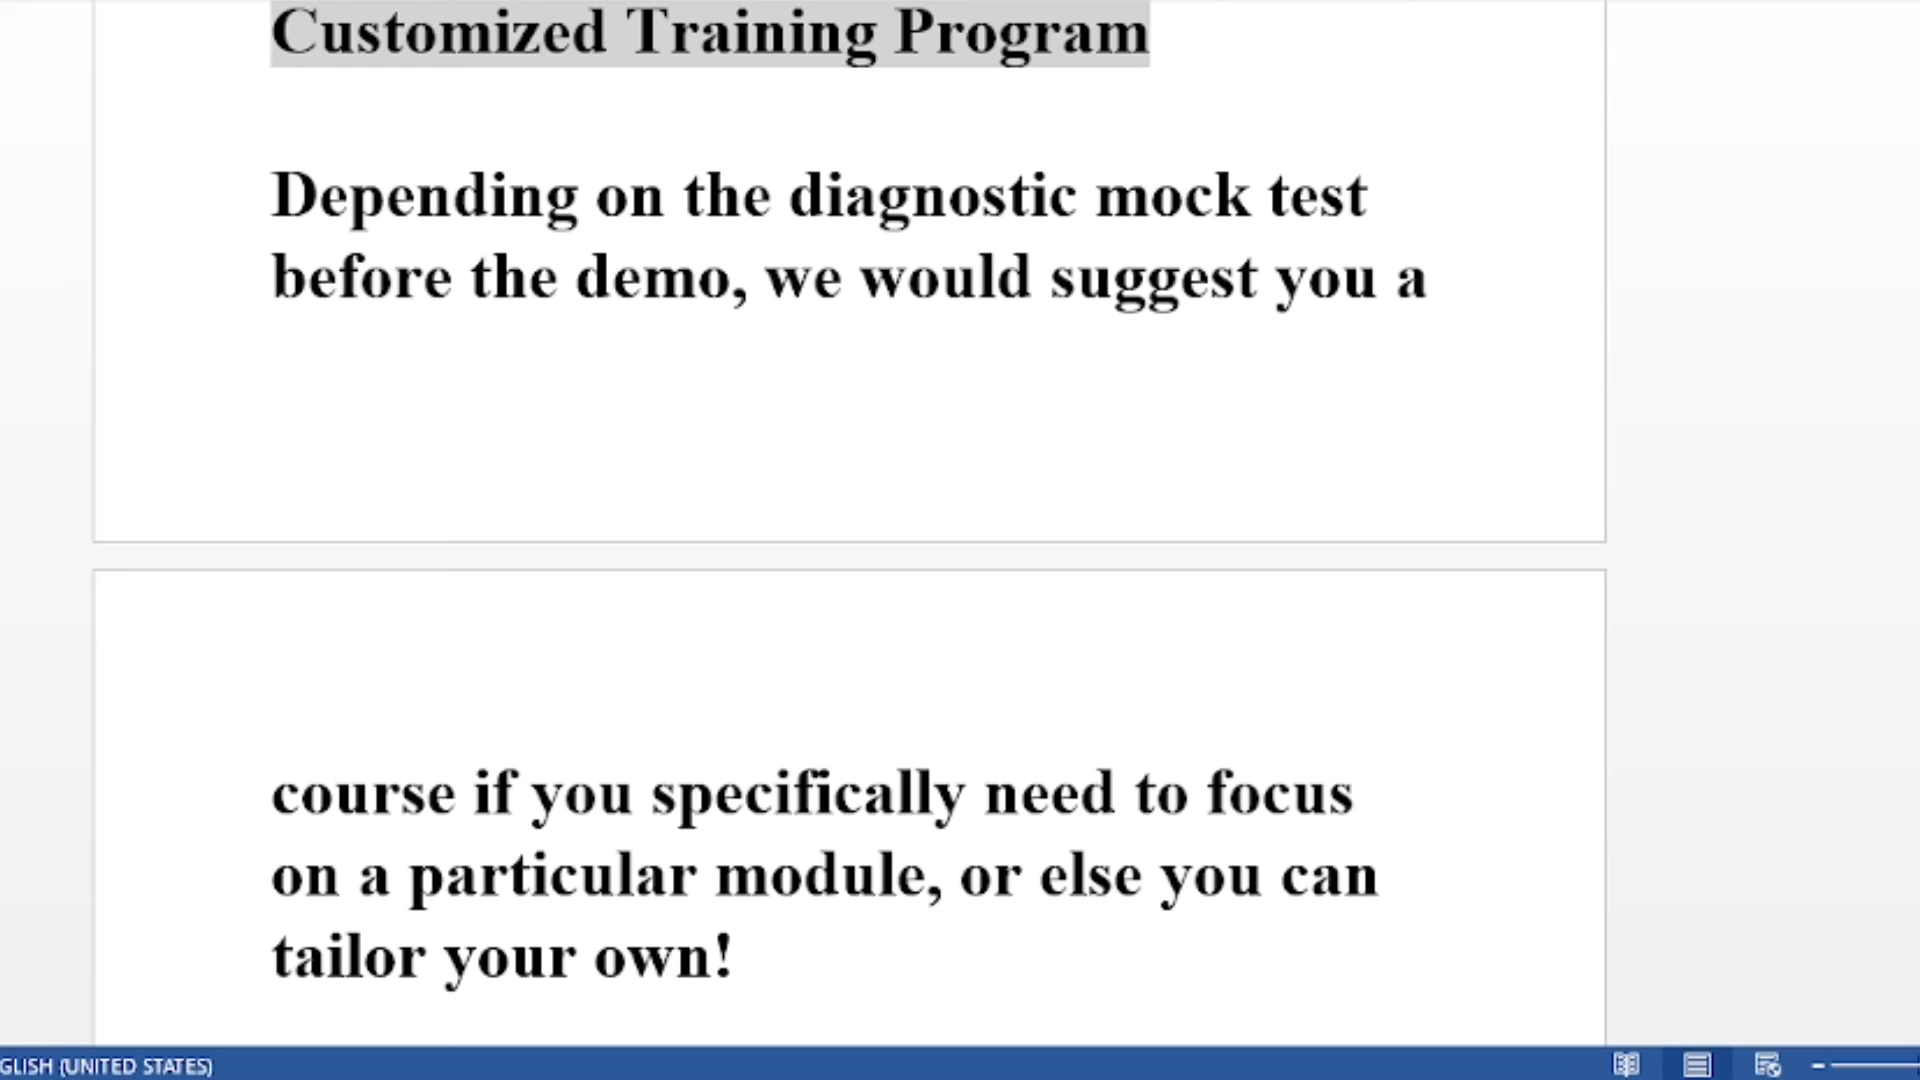 Customized Training Program
Depending on the diagnostic mock test
before the demo, we would suggest you a
course if you specifically need to focus
on a particular module, or else you can
tailor your own!
GLISH (UNITED STATES)